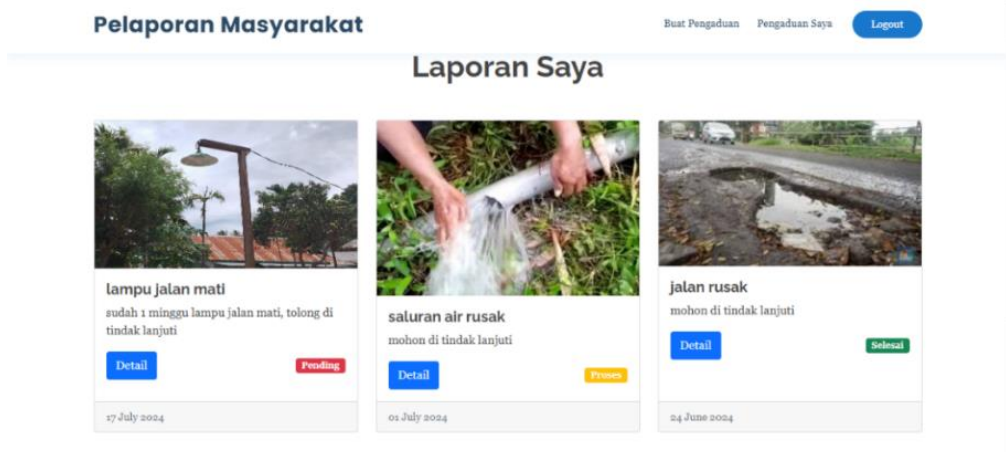 Pelaporan Masyarakat
Buat Pengaduan
Pengaduan Saya
Logout
Laporan Saya
lampu jalan mati
sudah 1 minggu lampu jalan mati, tolong di
tindak lanjuti
Detail
Pending
17 July 2024
saluran air rusak
mohon di tindak lanjuti
Detail
Proses
01 July 2024
jalan rusak
mohon di tindak lanjuti
Detail
Selesai
24 June 2024